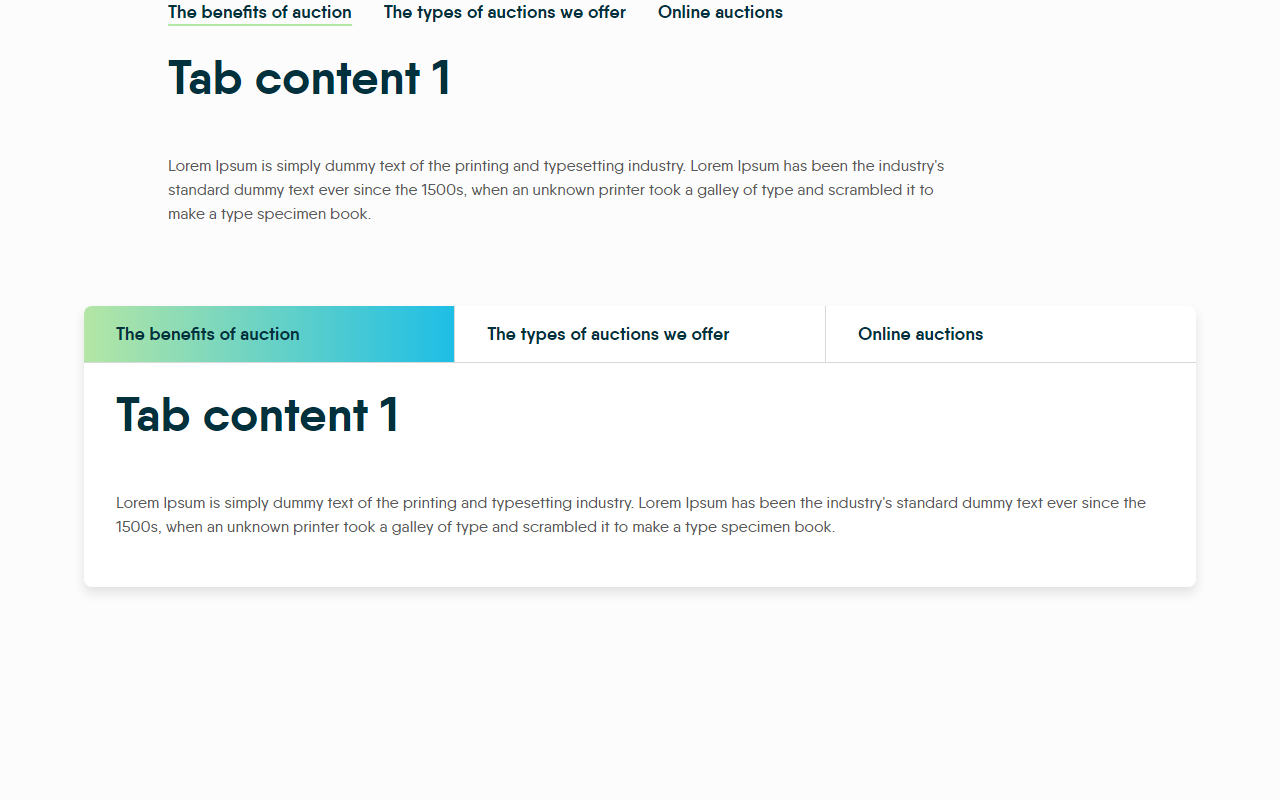 The benefits of auction The types of auctions we offer Online auctions
Tab content 1
Lorem Ipsum is simply dummy text of the printing and typesetting industry. Lorem Ipsum has been the industry's
standard dummy text ever since the 1500s, when an unknown printer took a galley of type and scrambled it to
make a type specimen book.
The benefits of auction The types of auctions we offer Online auctions
Tab content 1
Lorem Ipsum is simply dummy text of the printing and typesetting industry. Lorem Ipsum has been the industry's standard dummy text ever since the
1500s, when an unknown printer took a galley of type and scrambled it to make a type specimen book.